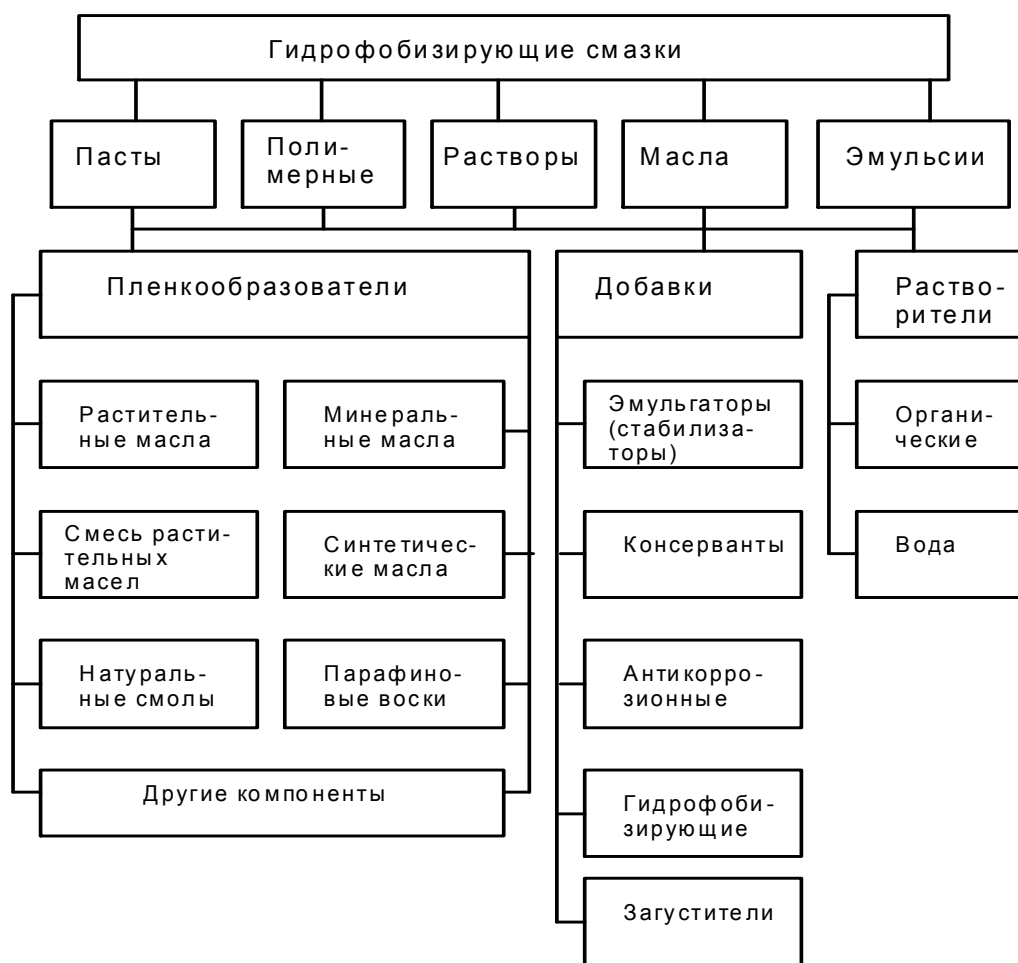 Гидрофобизирующие смазки
Пасты
Поли-
мерные
Растворы
Масла
Эмульсии
Пленкообразователи
Добавки
Раство-
рители
Раститель-
ные масла
Минераль-
ные масла
Эмульгаторы
(стабилиза-
торы)
Органи-
ческие
Смесь расти-
тельных
масел
Синтетичес-
кие масла
Консерванты
Вода
Натураль-
ные смолы
Парафино-
вые воски
Антикорро-
зионные
Другие компоненты
Гидрофоби-
зирующие
Загустители